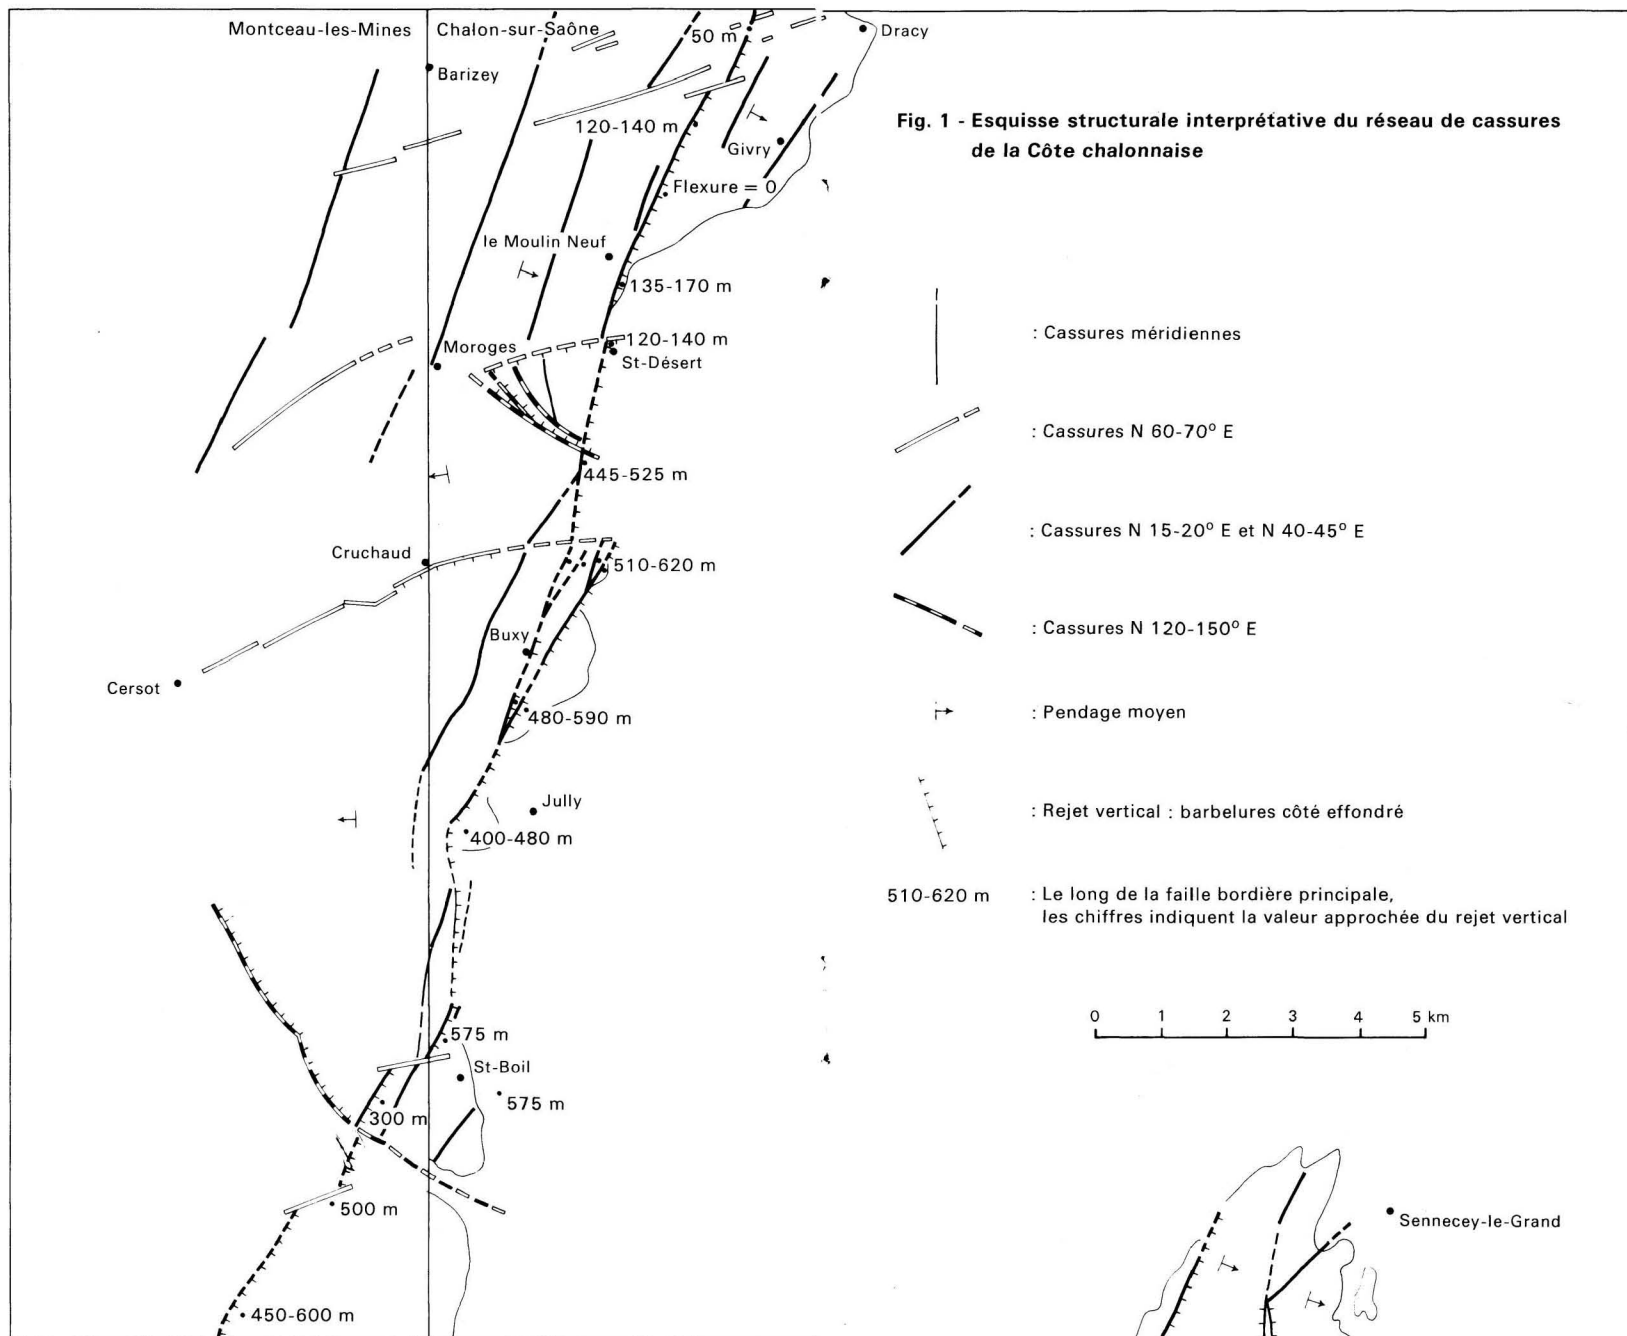 Montceau-les-Mines
Chalon-sur-Saône
Barizey
50 m
Dracy
120-140 m
Givry
Flexure = 0
le Moulin Neuf
135-170 m
120-140 m
Moroges
St-Désert
445-525 m
Cruchaud
510-620 m
Buxy
Cersot
480-590 m
Jully
400-480 m
575 m
St-Boil
575 m
300 m
500 m
450-600 m
Fig. 1 - Esquisse structurale interprétative du réseau de cassures
de la Côte chalonnaise
: Cassures méridiennes
: Cassures N 60-70° E
: Cassures N 15-20° E et N 40-45° E
: Cassures N 120-150° E
: Pendage moyen
: Rejet vertical : barbelures côté effondré
510-620 m : Le long de la faille bordière principale,
les chiffres indiquent la valeur approchée du rejet vertical
0 1 2 3 4 5 km
Sennecey-le-Grand